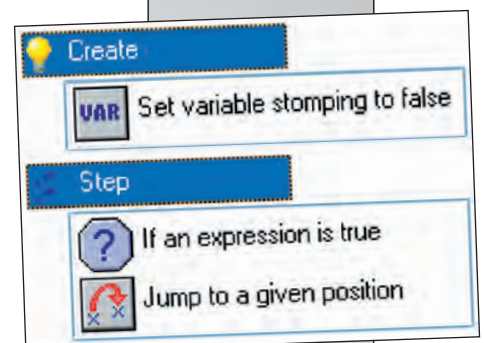 Create
VAR Set variable stomping to false
Step
? If an expression is true
Jump to a given position